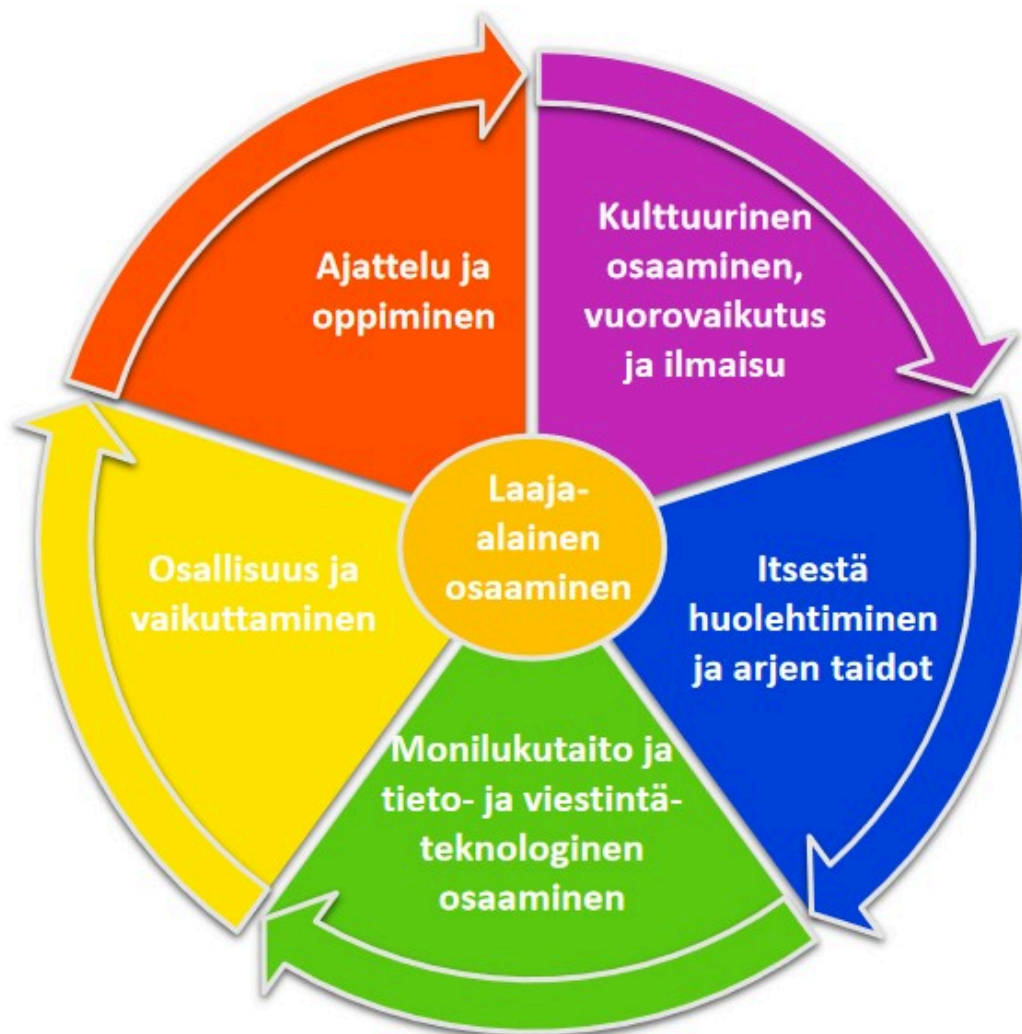 Ajattelu ja
oppiminen
Kulttuurinen
osaaminen,
vuorovaikutus
ja ilmaisu
Laaja-
alainen
osaaminen
Osallisuus ja
vaikuttaminen
Itsestä
huolehtiminen
ja arjen taidot
Monilukutaito ja
tieto- ja viestintä-
teknologinen
osaaminen